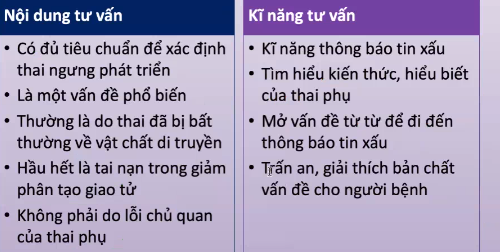 Nội dung tư vấn
• Có đủ tiêu chuẩn để xác định
thai ngưng phát triển
• Là một vấn đề phổ biến
• Thường là do thai đã bị bất
thường về vật chất di truyền
• Hầu hết là tai nạn trong giảm
phân tạo giao tử
• Không phải do lỗi chủ quan
của thai phụ
Kĩ năng tư vấn
• Kĩ năng thông báo tin xấu
• Tìm hiểu kiến thức, hiểu biết
của thai phụ
• Mở vấn đề từ từ để đi đến
thông báo tin xấu
• Trấn an, giải thích bản chất
vấn đề cho người bệnh